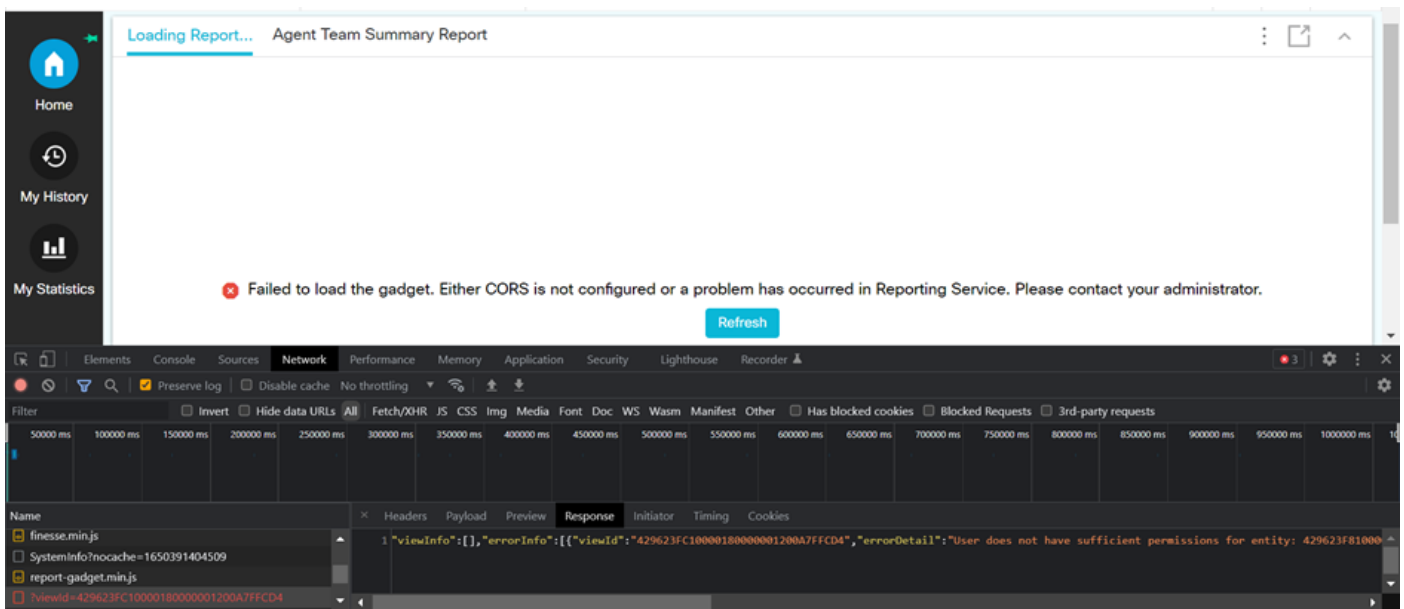 Loading Report... Agent Team Summary Report
Home
My History
My Statistics
Failed to load the gadget. Either CORS is not configured or a problem has occurred in Reporting Service. Please contact your administrator.
Refresh
Elements Console Sources Network Performance Memory Application Security Lighthouse Recorder 3
Preserve log Disable cache No throttling
Filter Invert Hide data URLs All Fetch/XHR JS CSS Img Media Font Doc WS Wasm Manifest Other Has blocked cookies Blocked Requests 3rd-party requests
50000 ms 100000 ms 150000 ms 200000 ms 250000 ms 300000 ms 350000 ms 400000 ms 450000 ms 500000 ms 550000 ms 600000 ms 650000 ms 700000 ms 750000 ms 800000 ms 850000 ms 900000 ms 950000 ms 1000000 ms
Name Headers Payload Preview Response Initiator Timing Cookies
finesse.min.js
1 "viewInfo":[],"errorInfo":[{"viewId":"429623FC10000180000001200A7FFCD4","errorDetail":"User does not have sufficient permissions for entity: 429623F81000
SystemInfo?nocache=1650391404509
report-gadget.min.js
?viewId=429623FC10000180000001200A7FFCD4